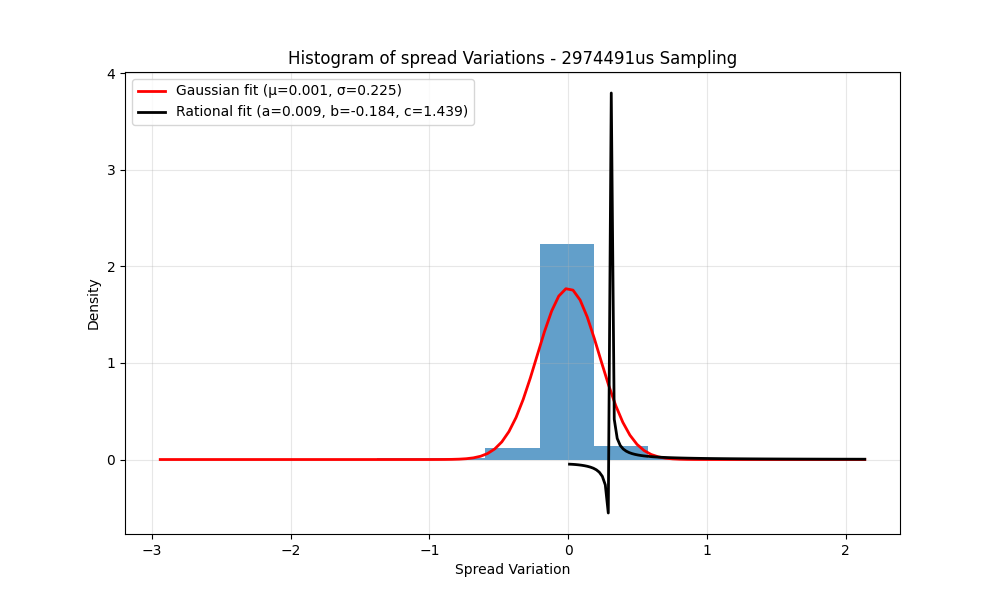 Histogram of spread Variations - 2974491us Sampling
Gaussian fit (μ=0.001, σ=0.225)
Rational fit (a=0.009, b=-0.184, c=1.439)
Density
4
3
2
1
0
−3 −2 −1 0 1 2
Spread Variation